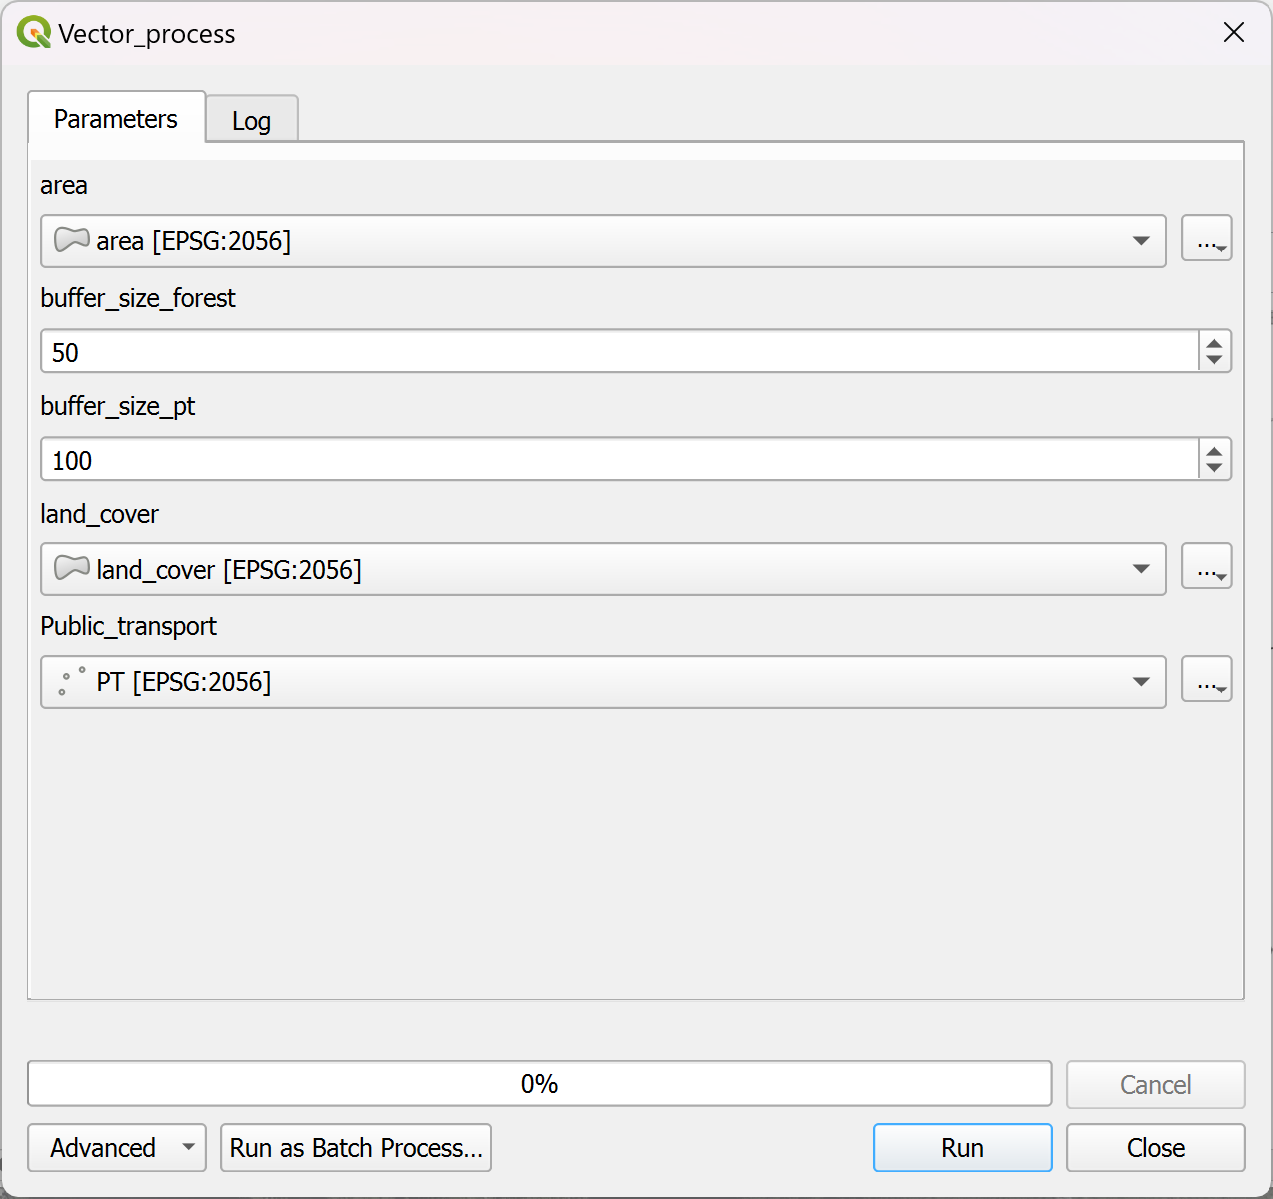 Vector_process
Parameters
Log
area
area [EPSG:2056]
...
buffer_size_forest
50
buffer_size_pt
100
land_cover
land_cover [EPSG:2056]
...
Public_transport
PT [EPSG:2056]
...
0%
Cancel
Advanced
Run as Batch Process...
Run
Close